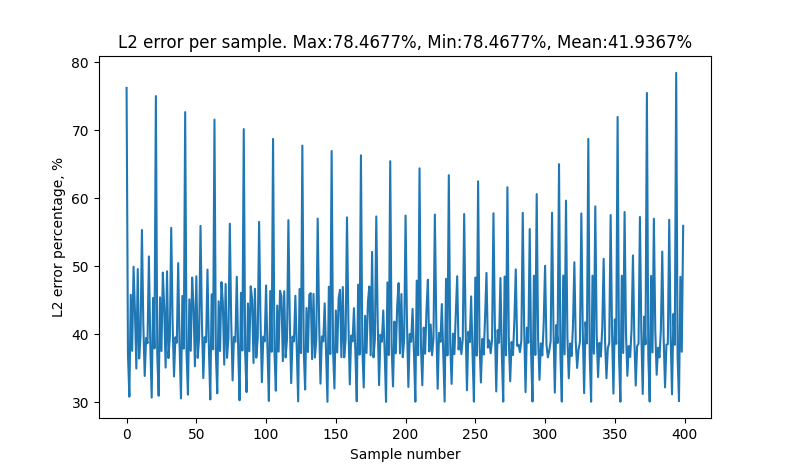 L2 error per sample. Max:78.4677%, Min:78.4677%, Mean:41.9367%
80
70
60
50
40
30
L2 error percentage, %
0 50 100 150 200 250 300 350 400
Sample number